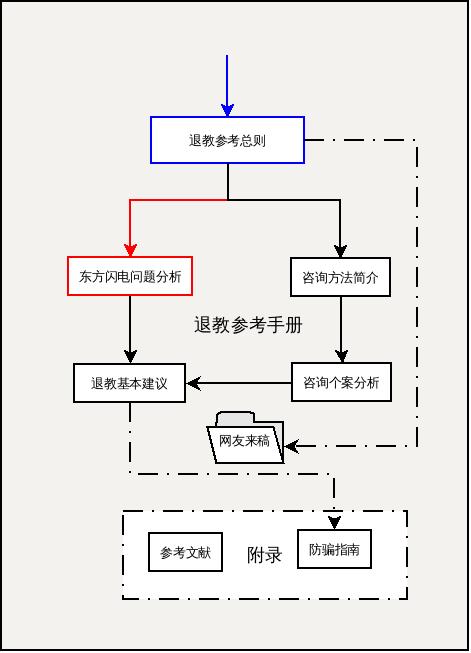 退教参考总则
东方闪电问题分析
咨询方法简介
退教参考手册
退教基本建议
咨询个案分析
网友来稿
参考文献
附录
防骗指南